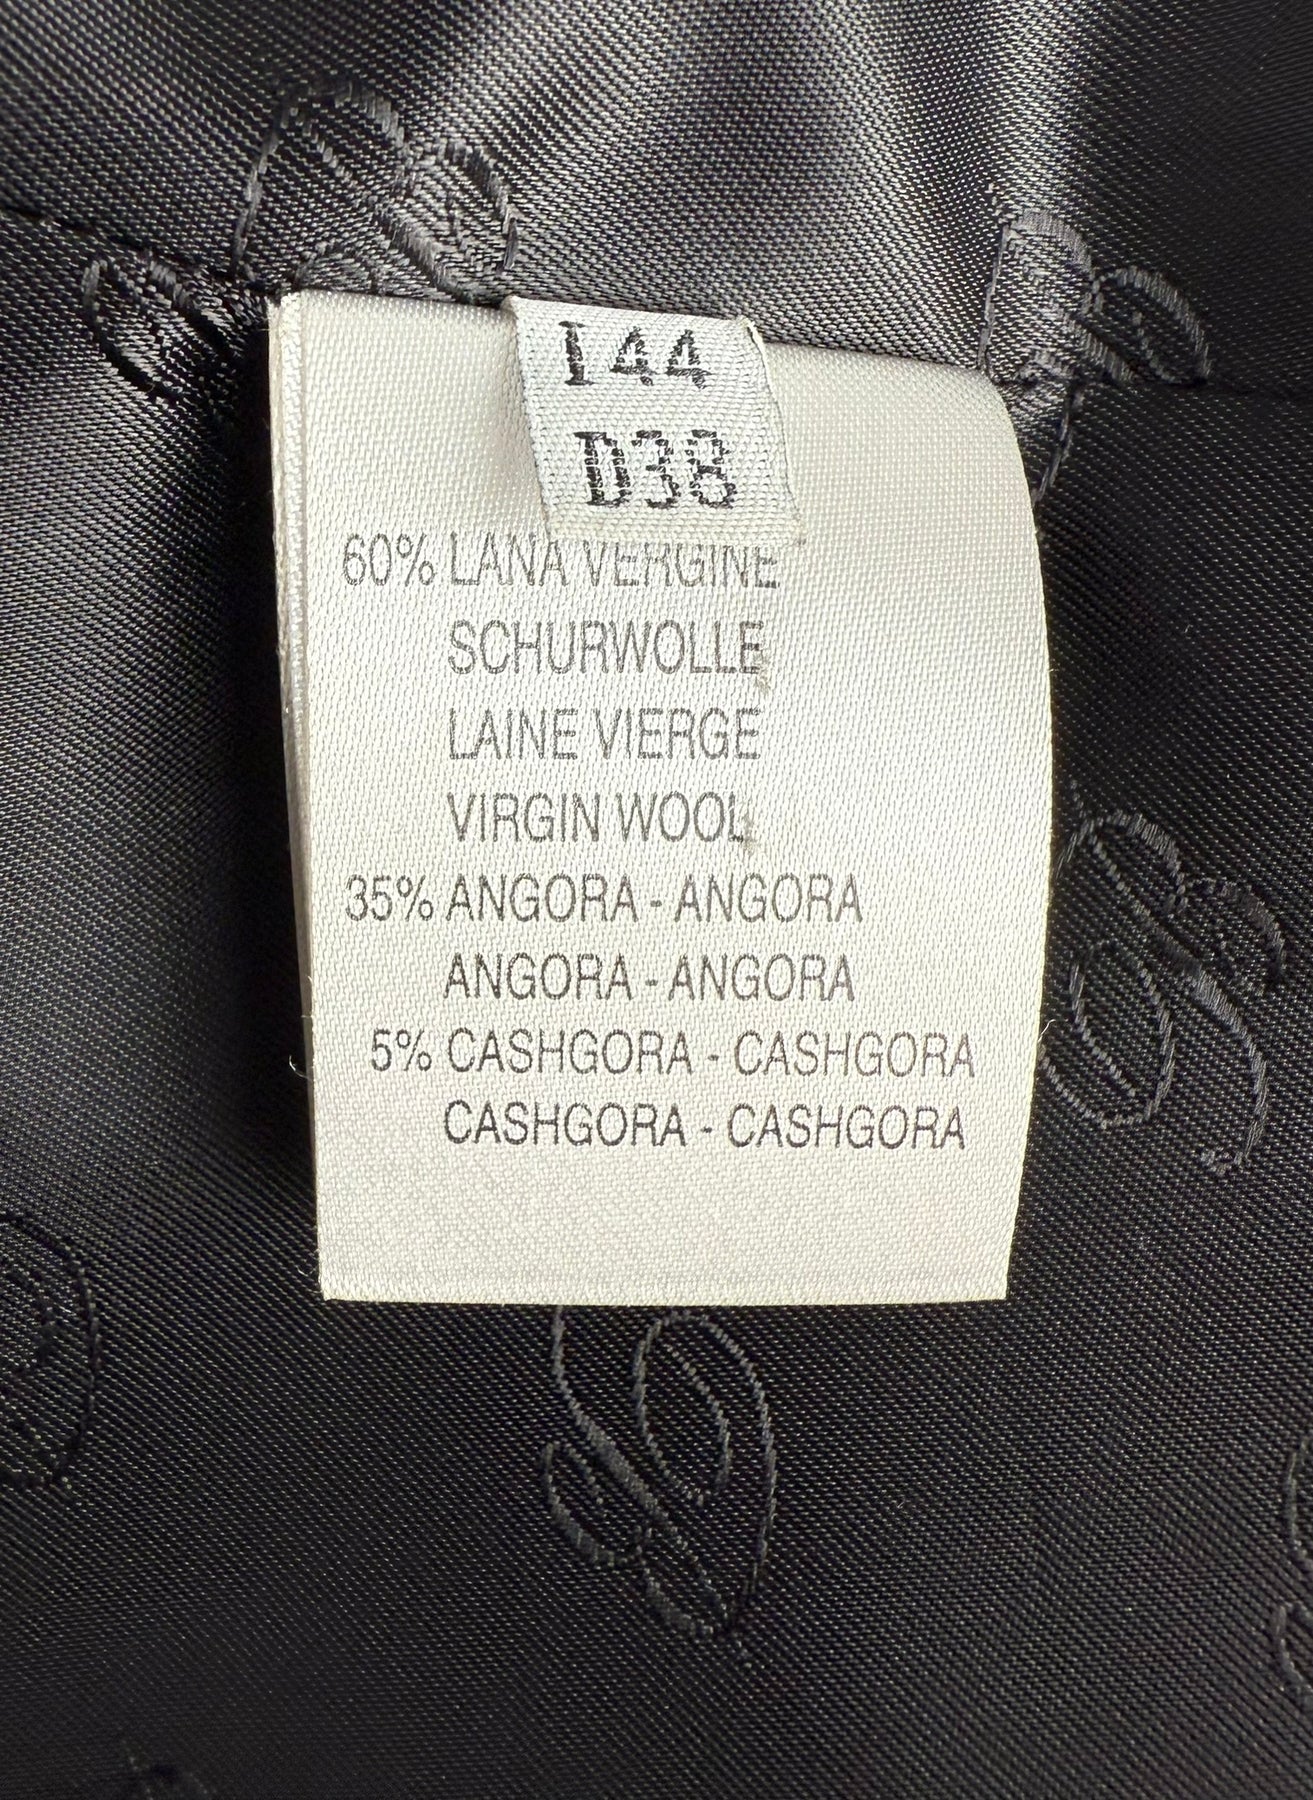 I44
D38
60% LANA VERGINE
SCHURWOLLE
LAINE VIERGE
VIRGIN WOOL
35% ANGORA - ANGORA
ANGORA - ANGORA
5% CASHGORA - CASHGORA
CASHGORA - CASHGORA